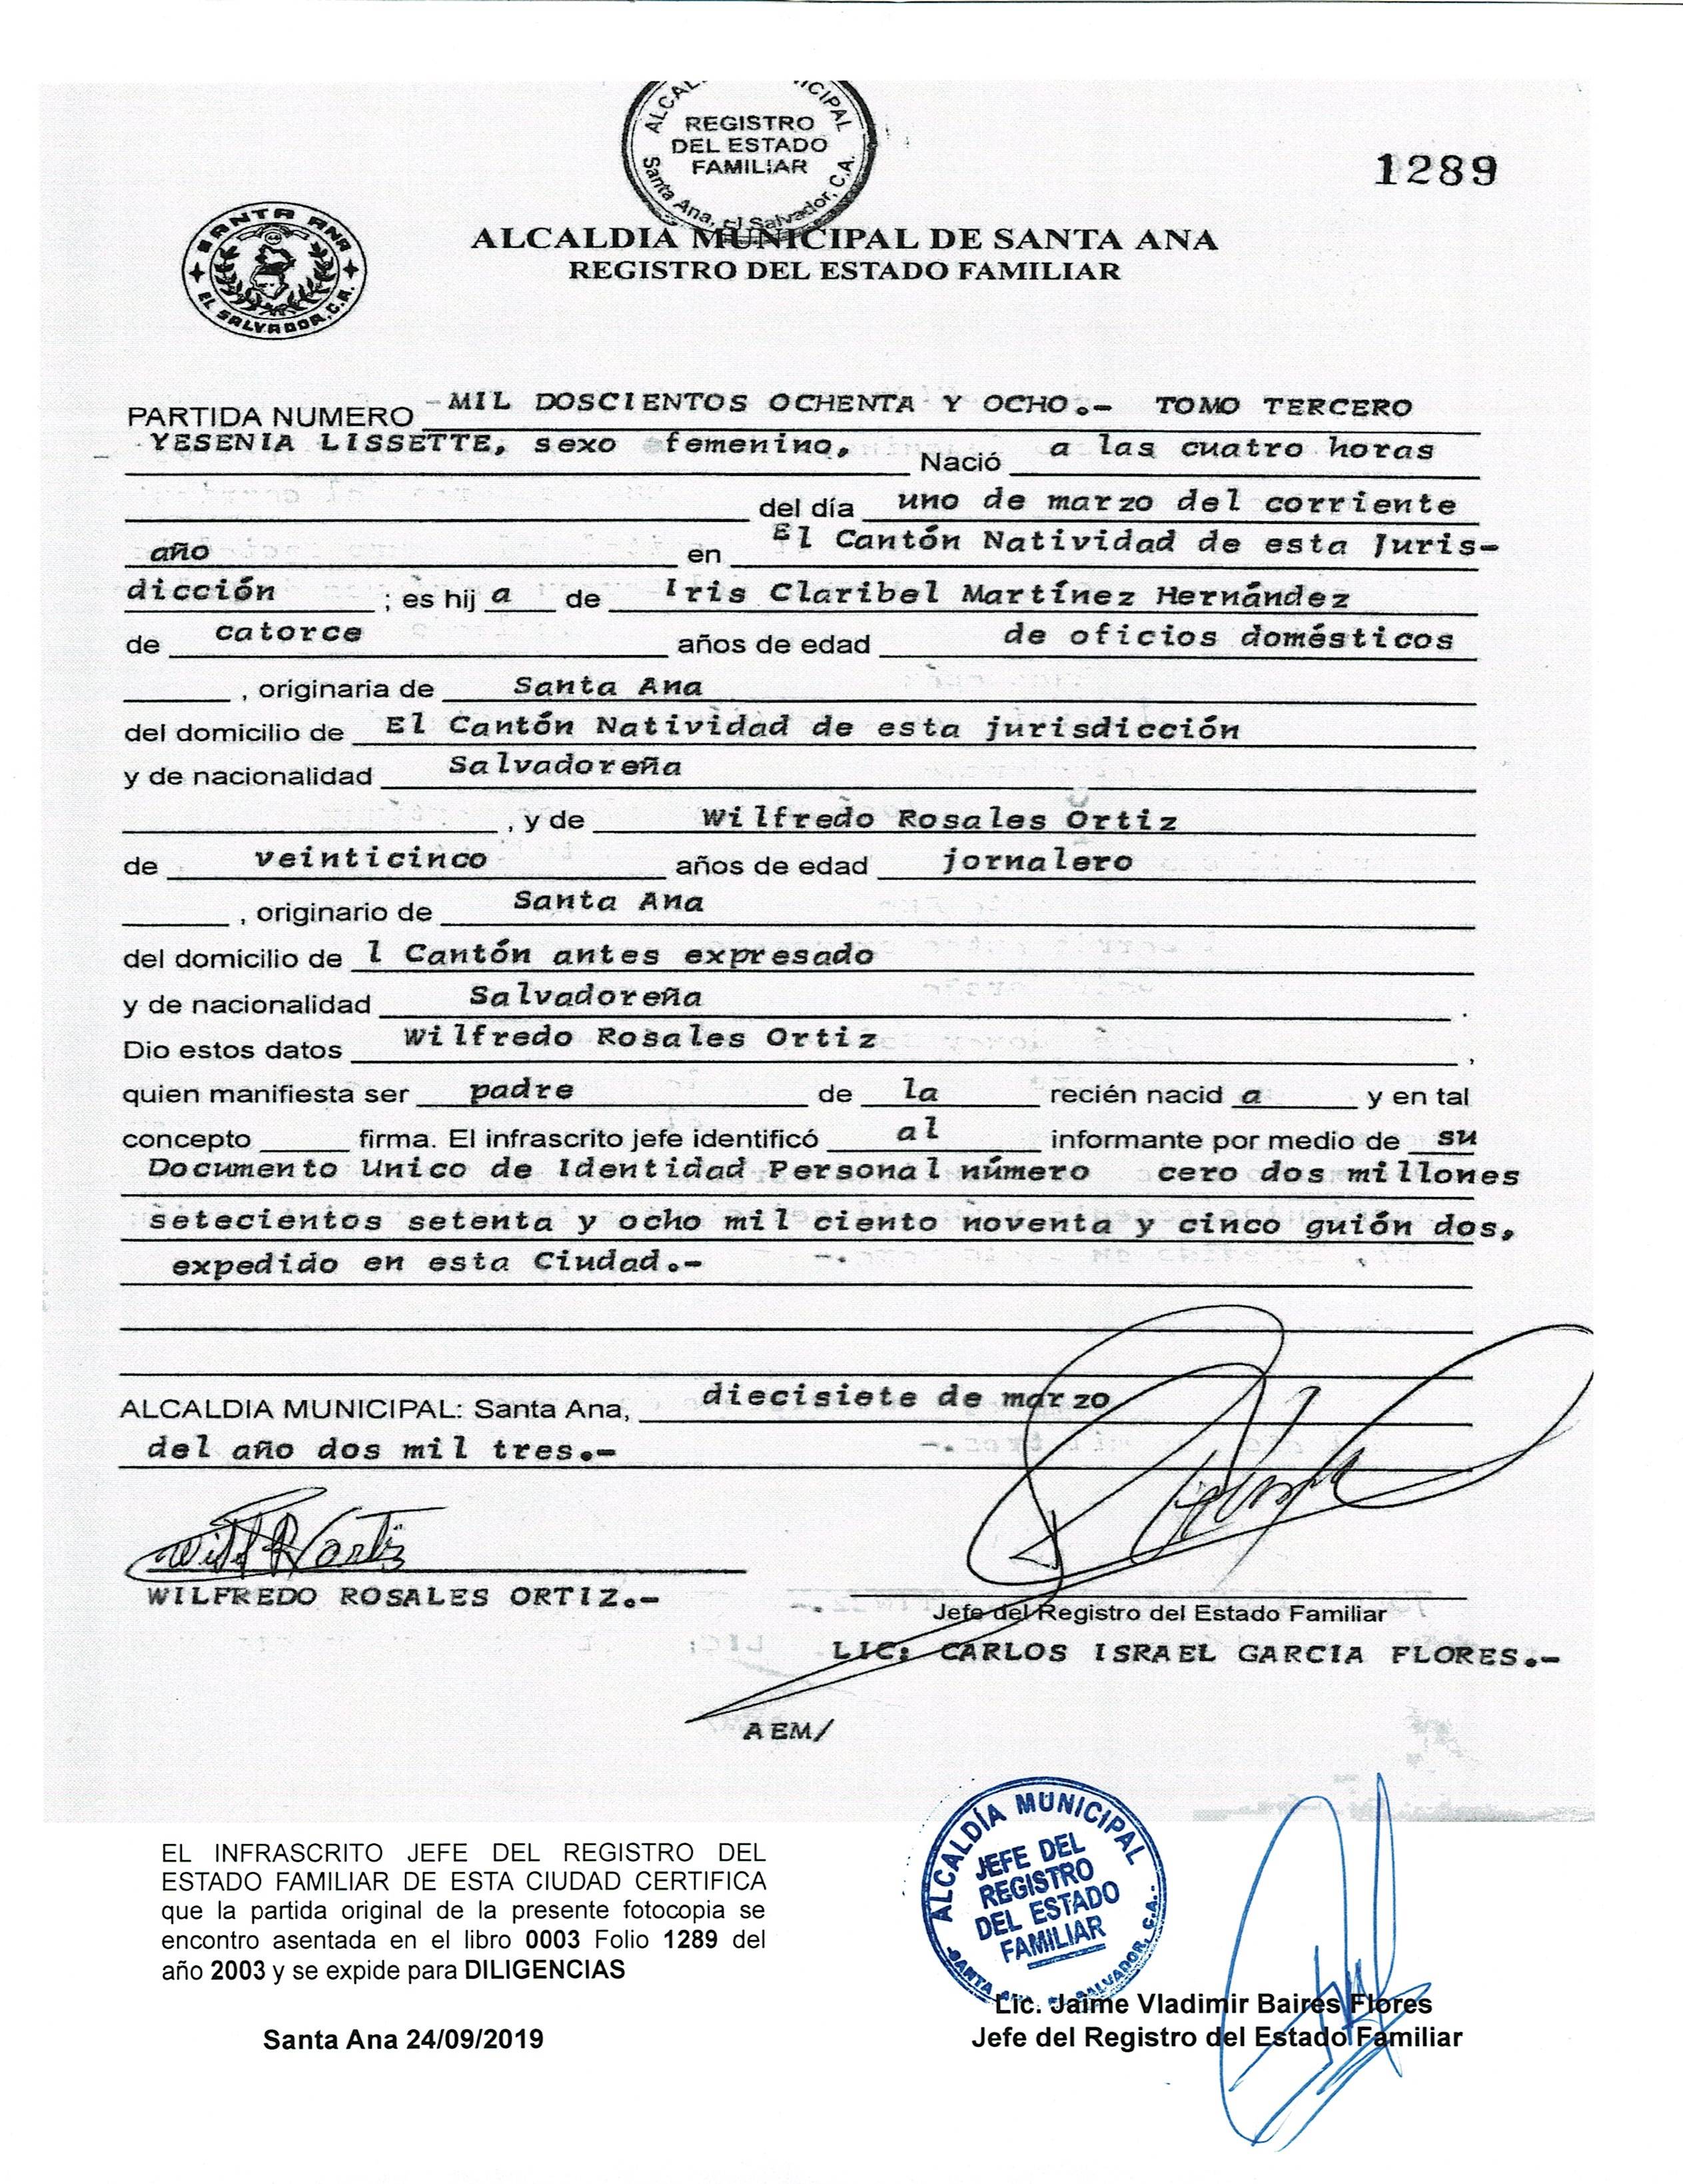 ALCALDIA MUNICIPAL
REGISTRO
DEL ESTADO
FAMILIAR
Santa Ana, El Salvador, C.A.
1289
SANTA ANA
EL SALVADOR, C.A.
ALCALDIA MUNICIPAL DE SANTA ANA
REGISTRO DEL ESTADO FAMILIAR
PARTIDA NUMERO -MIL DOSCIENTOS OCHENTA Y OCHO.- TOMO TERCERO
YESENIA LISSETTE, sexo femenino, Nació a las cuatro horas
del día uno de marzo del corriente
año en El Cantón Natividad de esta Juris-
dicción ; es hij a de Iris Claribel Martínez Hernández
de catorce años de edad de oficios domésticos
, originaria de Santa Ana
del domicilio de El Cantón Natividad de esta jurisdicción
y de nacionalidad Salvadoreña
, y de Wilfredo Rosales Ortiz
de veinticinco años de edad jornalero
, originario de Santa Ana
del domicilio de l Cantón antes expresado
y de nacionalidad Salvadoreña .
Dio estos datos Wilfredo Rosales Ortiz ,
quien manifiesta ser padre de la recién nacid a y en tal
concepto firma. El infrascrito jefe identificó al informante por medio de su
Documento Unico de Identidad Personal número cero dos millones
setecientos setenta y ocho mil ciento noventa y cinco guión dos,
expedido en esta Ciudad.-
ALCALDIA MUNICIPAL: Santa Ana, diecisiete de marzo
del año dos mil tres.-
WILFREDO ROSALES ORTIZ.-
Jefe del Registro del Estado Familiar
LIC: CARLOS ISRAEL GARCIA FLORES.-
AEM/
EL INFRASCRITO JEFE DEL REGISTRO DEL
ESTADO FAMILIAR DE ESTA CIUDAD CERTIFICA
que la partida original de la presente fotocopia se
encontro asentada en el libro 0003 Folio 1289 del
año 2003 y se expide para DILIGENCIAS
Santa Ana 24/09/2019
ALCALDÍA MUNICIPAL
JEFE DEL
REGISTRO
DEL ESTADO
FAMILIAR
SANTA ANA, EL SALVADOR, C.A.
Lic. Jaime Vladimir Baires Flores
Jefe del Registro del Estado Familiar